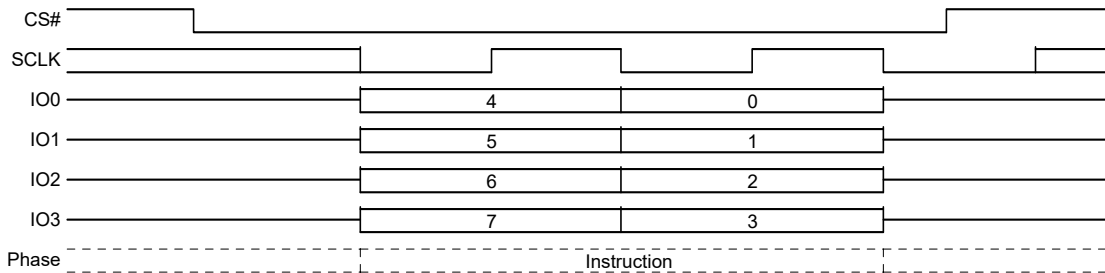 CS#
SCLK
IO0 4 0
IO1 5 1
IO2 6 2
IO3 7 3
Phase Instruction